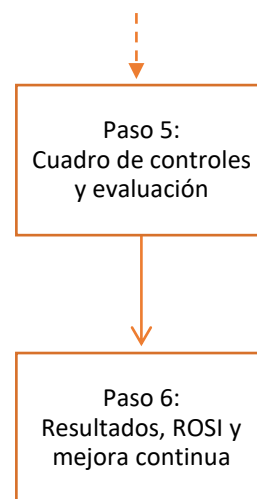 Paso 5:
Cuadro de controles
y evaluación
Paso 6:
Resultados, ROSI y
mejora continua